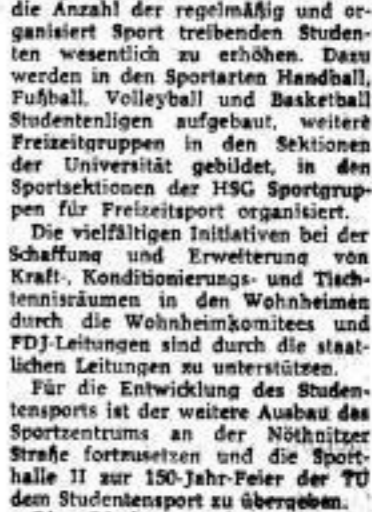 die Anzahl der regelmäßig und or-
ganisiert Sport treibenden Studen-
ten wesentlich zu erhöhen. Dazu
werden in den Sportarten Handball,
Fußball, Volleyball und Basketball
Studentenligen aufgebaut, weitere
Freizeitgruppen in den Sektionen
der Universität gebildet, in den
Sportsektionen der HSG Sportgrup-
pen für Freizeitsport organisiert.
Die vielfältigen Initiativen bei der
Schaffung und Erweiterung von
Kraft-, Konditionierungs- und Tisch-
tennisräumen in den Wohnheimen
durch die Wohnheimkomitees und
FDJ-Leitungen sind durch die staat-
lichen Leitungen zu unterstützen.
Für die Entwicklung des Studen-
tensports ist der weitere Ausbau des
Sportzentrums an der Nöthnitzer
Straße fortzusetzen und die Sport-
halle II zur 150-Jahr-Feier der TU
dem Studentensport zu übergeben.